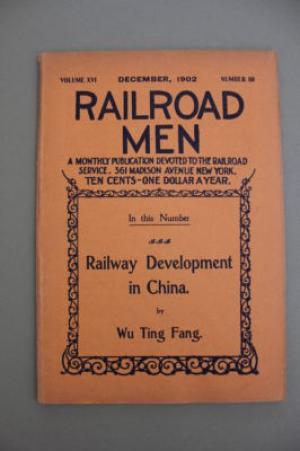 VOLUME XVI DECEMBER, 1902 NUMBER III
RAILROAD
MEN
A MONTHLY PUBLICATION DEVOTED TO THE RAILROAD
SERVICE. 361 MADISON AVENUE NEW YORK.
TEN CENTS-ONE DOLLAR A YEAR.
In this Number
Railway Development
in China.
by
Wu Ting Fang.